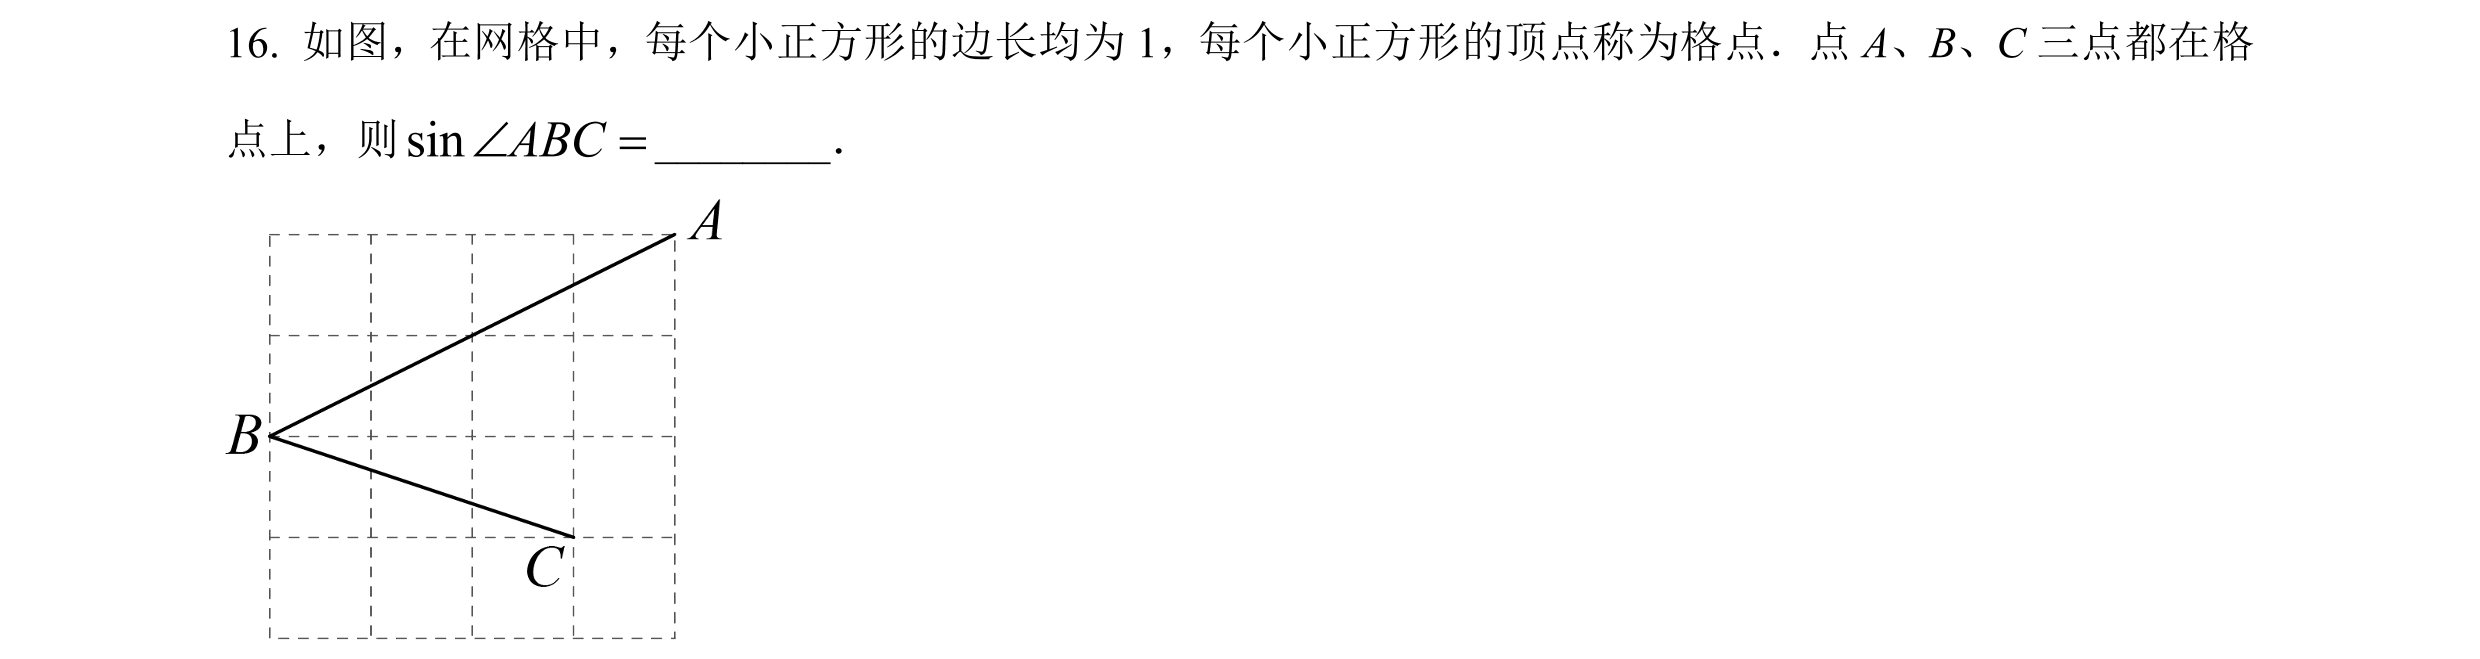 16. 如图，在网格中，每个小正方形的边长均为 1，每个小正方形的顶点称为格点．点 A、B、C 三点都在格
点上，则 sin∠ABC =________．
A
B
C